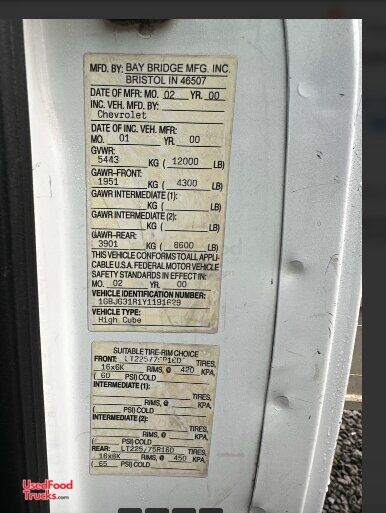 MFD. BY: BAY BRIDGE MFG. INC.
BRISTOL IN 46507
DATE OF MFR: MO. 02 YR. 00
INC. VEH. MFD. BY:
Chevrolet
DATE OF INC. VEH MFR:
MO. 01 YR. 00
GVWR:
5443 KG ( 12000 LB)
GAWR-FRONT:
1951 KG ( 4300 LB)
GAWR INTERMEDIATE (1):
KG ( LB)
GAWR INTERMEDIATE (2):
KG ( LB)
GAWR-REAR:
3901 KG ( 8600 LB)
THIS VEHICLE CONFORMS TO ALL APPLI-
CABLE U.S.A. FEDERAL MOTOR VEHICLE
SAFETY STANDARDS IN EFFECT IN:
MO. 02 YR. 00
VEHICLE IDENTIFICATION NUMBER:
VEHICLE TYPE:
High Cube
SUITABLE TIRE-RIM CHOICE
FRONT: LT225/75R16D TIRES,
16x6K RIMS, @ 420 KPA,
( 60 PSI) COLD
INTERMEDIATE (1):
TIRES,
RIMS, @ KPA,
( PSI) COLD
INTERMEDIATE (2):
TIRES,
RIMS, @ KPA,
( PSI) COLD
REAR: LT225/75R16D TIRES,
16x6K RIMS, @ 450 KPA,
( 65 PSI) COLD
UsedFood
Trucks.com